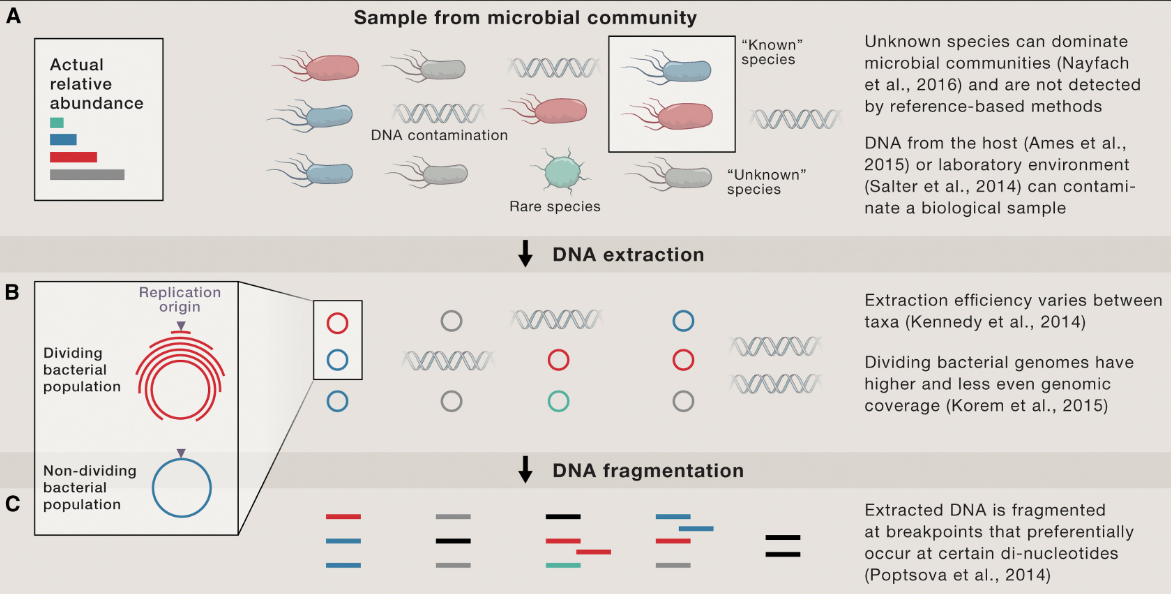 A
Sample from microbial community
Actual
relative
abundance
"Known"
species
DNA contamination
"Unknown"
species
Rare species
Unknown species can dominate
microbial communities (Nayfach
et al., 2016) and are not detected
by reference-based methods
DNA from the host (Ames et al.,
2015) or laboratory environment
(Salter et al., 2014) can contami-
nate a biological sample
DNA extraction
B
Replication
origin
Dividing
bacterial
population
Non-dividing
bacterial
population
Extraction efficiency varies between
taxa (Kennedy et al., 2014)
Dividing bacterial genomes have
higher and less even genomic
coverage (Korem et al., 2015)
DNA fragmentation
C
Extracted DNA is fragmented
at breakpoints that preferentially
occur at certain di-nucleotides
(Poptsova et al., 2014)